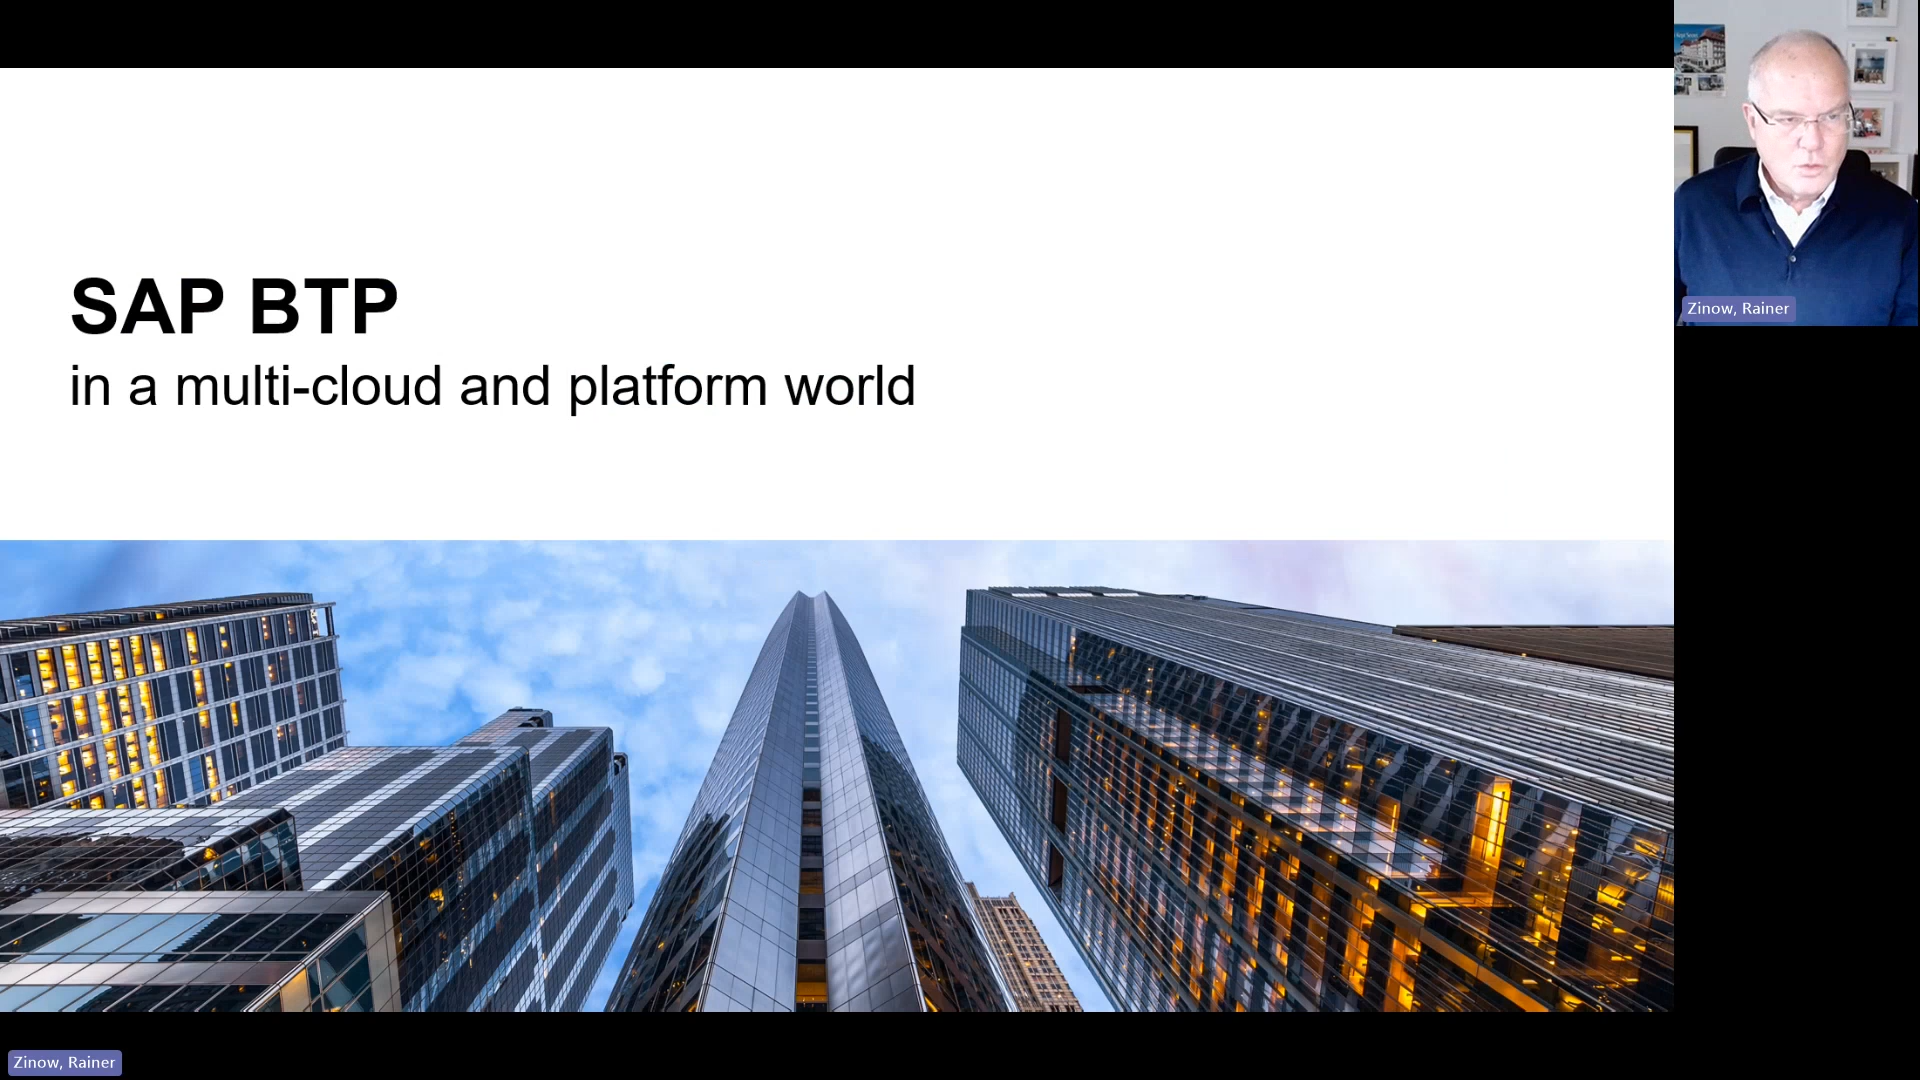 SAP BTP
in a multi-cloud and platform world
Zinow, Rainer
Zinow, Rainer